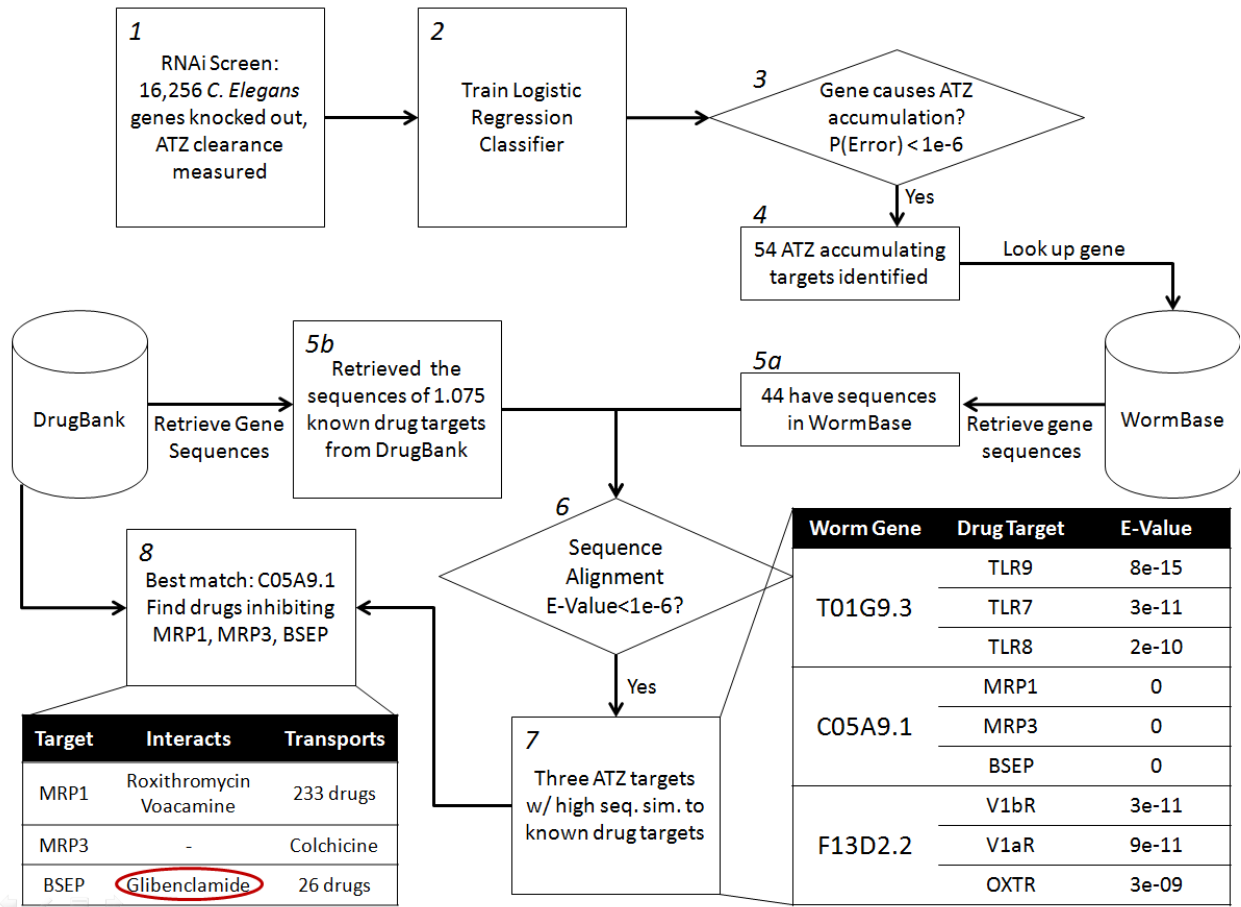 1
RNAi Screen:
16,256 C. Elegans
genes knocked out,
ATZ clearance
measured
2
Train Logistic
Regression
Classifier
3
Gene causes ATZ
accumulation?
P(Error) < 1e-6
Yes
4
54 ATZ accumulating
targets identified
Look up gene
WormBase
Retrieve gene
sequences
5a
44 have sequences
in WormBase
DrugBank
Retrieve Gene
Sequences
5b
Retrieved the
sequences of 1.075
known drug targets
from DrugBank
6
Sequence
Alignment
E-Value<1e-6?
Yes
7
Three ATZ targets
w/ high seq. sim. to
known drug targets
Worm Gene Drug Target E-Value
T01G9.3
TLR9 8e-15
TLR7 3e-11
TLR8 2e-10
C05A9.1
MRP1 0
MRP3 0
BSEP 0
F13D2.2
V1bR 3e-11
V1aR 9e-11
OXTR 3e-09
8
Best match: C05A9.1
Find drugs inhibiting
MRP1, MRP3, BSEP
Target Interacts Transports
MRP1 Roxithromycin
Voacamine 233 drugs
MRP3 - Colchicine
BSEP Glibenclamide 26 drugs